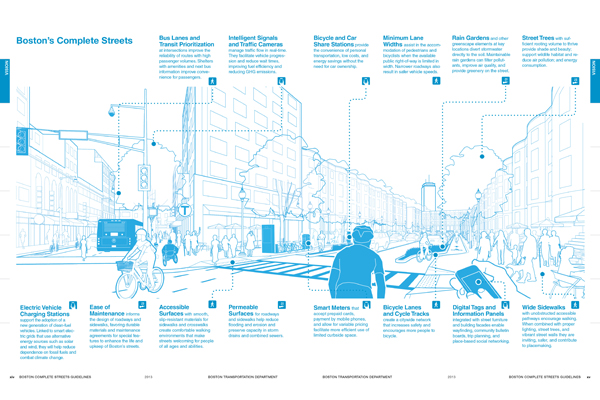 Boston's Complete Streets
Bus Lanes and
Transit Prioritization
at intersections improve the
reliability of routes with high
passenger volumes. Shelters
with amenities and real-time
information improve conve-
nience for passengers.
Intelligent Signals
and Traffic Cameras
manage traffic flow in real-time.
They facilitate vehicle progres-
sion and reduce wait times,
improving fuel efficiency and
reducing GHG emissions.
Bicycle and Car
Share Stations provide
the convenience of personal
transportation, low costs, and
energy savings without the
need for car ownership.
Minimum Lane
Widths assist in the accom-
modation of pedestrians and
bicyclists when the available
public right-of-way is limited in
width. Narrower roadways also
result in safer vehicle speeds.
Rain Gardens and other
greenscape elements at key
locations divert stormwater
directly to the soil. Maintainable
rain gardens can filter pollut-
ants, improve air quality, and
provide greenery on the street.
Street Trees with suf-
ficient rooting volume to thrive
provide shade and beauty,
support wildlife habitat and re-
duce air pollution, and energy
consumption.
T
Electric Vehicle
Charging Stations
support the adoption of a
new generation of clean-fuel
vehicles. Linked to smart elec-
tric grids that use alternative
energy sources such as solar
and wind, they will help reduce
dependence on fossil fuels and
combat climate change.
Ease of
Maintenance informs
the design of roadways and
sidewalks, favoring durable
materials and maintenance
agreements for special fea-
tures to enhance the life and
upkeep of Boston's streets.
Accessible
Surfaces with smooth,
slip-resistant materials for
sidewalks and crosswalks
create comfortable walking
environments that make
streets welcoming for people
of all ages and abilities.
Permeable
Surfaces for roadways
and sidewalks help reduce
flooding and erosion and
preserve capacity in storm
drains and combined sewers.
Smart Meters that
accept prepaid cards,
payment by mobile phones,
and allow for variable pricing
facilitate more efficient use of
limited curbside space.
Bicycle Lanes
and Cycle Tracks
create a citywide network
that increases safety and
encourages more people to
bicycle.
Digital Tags and
Information Panels
integrated with street furniture
and building facades enable
wayfinding, community bulletin
boards, trip planning, and
place-based social networking.
Wide Sidewalks
with unobstructed accessible
pathways encourage walking.
When combined with proper
lighting, street trees, and
vibrant street walls they are
inviting, safer, and contribute
to placemaking.
BOSTON COMPLETE STREETS GUIDELINES
2013
BOSTON TRANSPORTATION DEPARTMENT
BOSTON TRANSPORTATION DEPARTMENT
2013
BOSTON COMPLETE STREETS GUIDELINES